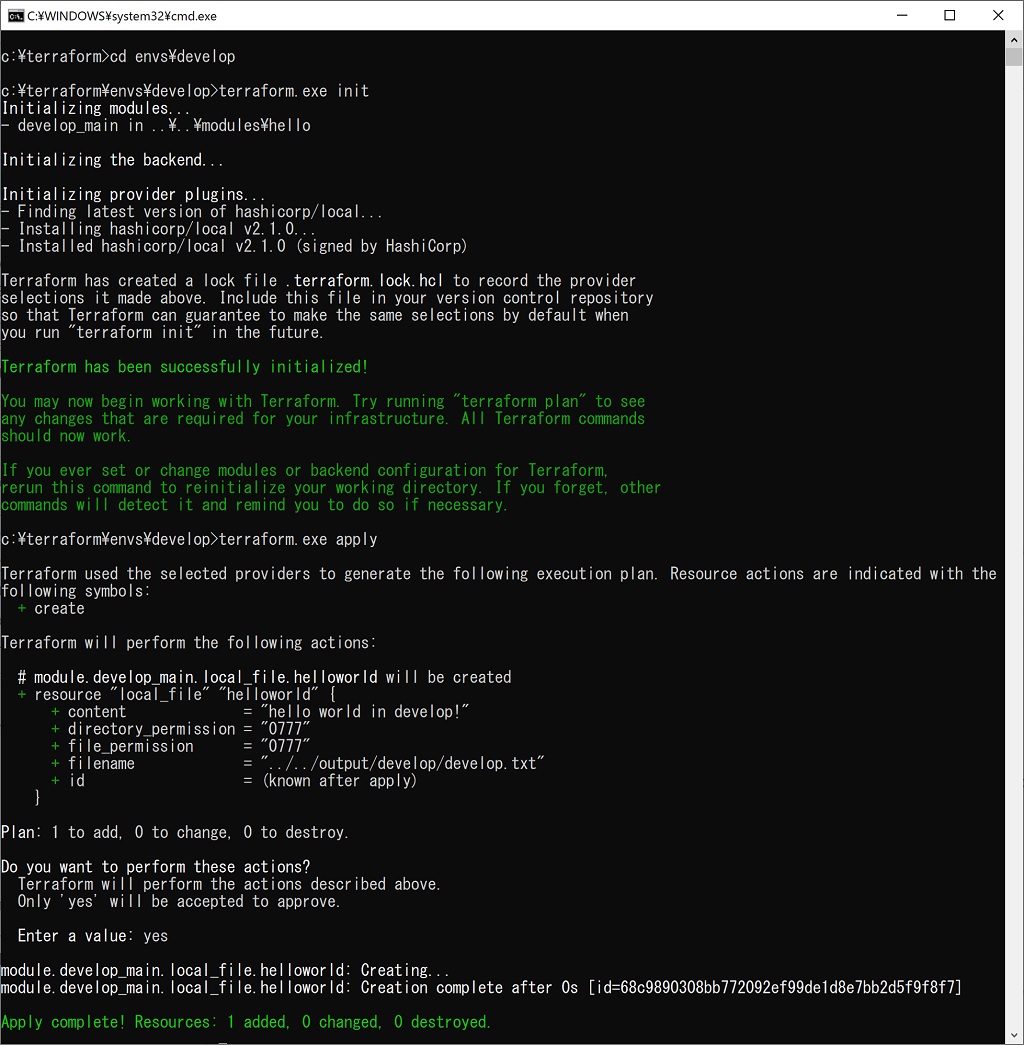 C:¥WINDOWS¥system32¥cmd.exe
c:¥terraform>cd envs¥develop
c:¥terraform¥envs¥develop>terraform.exe init
Initializing modules...
- develop_main in ..¥..¥modules¥hello
Initializing the backend...
Initializing provider plugins...
- Finding latest version of hashicorp/local...
- Installing hashicorp/local v2.1.0...
- Installed hashicorp/local v2.1.0 (signed by HashiCorp)
Terraform has created a lock file .terraform.lock.hcl to record the provider
selections it made above. Include this file in your version control repository
so that Terraform can guarantee to make the same selections by default when
you run "terraform init" in the future.
Terraform has been successfully initialized!
You may now begin working with Terraform. Try running "terraform plan" to see
any changes that are required for your infrastructure. All Terraform commands
should now work.
If you ever set or change modules or backend configuration for Terraform,
rerun this command to reinitialize your working directory. If you forget, other
commands will detect it and remind you to do so if necessary.
c:¥terraform¥envs¥develop>terraform.exe apply
Terraform used the selected providers to generate the following execution plan. Resource actions are indicated with the
following symbols:
  + create
Terraform will perform the following actions:
  # module.develop_main.local_file.helloworld will be created
  + resource "local_file" "helloworld" {
      + content              = "hello world in develop!"
      + directory_permission = "0777"
      + file_permission      = "0777"
      + filename             = "../../output/develop/develop.txt"
      + id                   = (known after apply)
    }
Plan: 1 to add, 0 to change, 0 to destroy.
Do you want to perform these actions?
  Terraform will perform the actions described above.
  Only 'yes' will be accepted to approve.
  Enter a value: yes
module.develop_main.local_file.helloworld: Creating...
module.develop_main.local_file.helloworld: Creation complete after 0s [id=68c9890308bb772092ef99de1d8e7bb2d5f9f8f7]
Apply complete! Resources: 1 added, 0 changed, 0 destroyed.